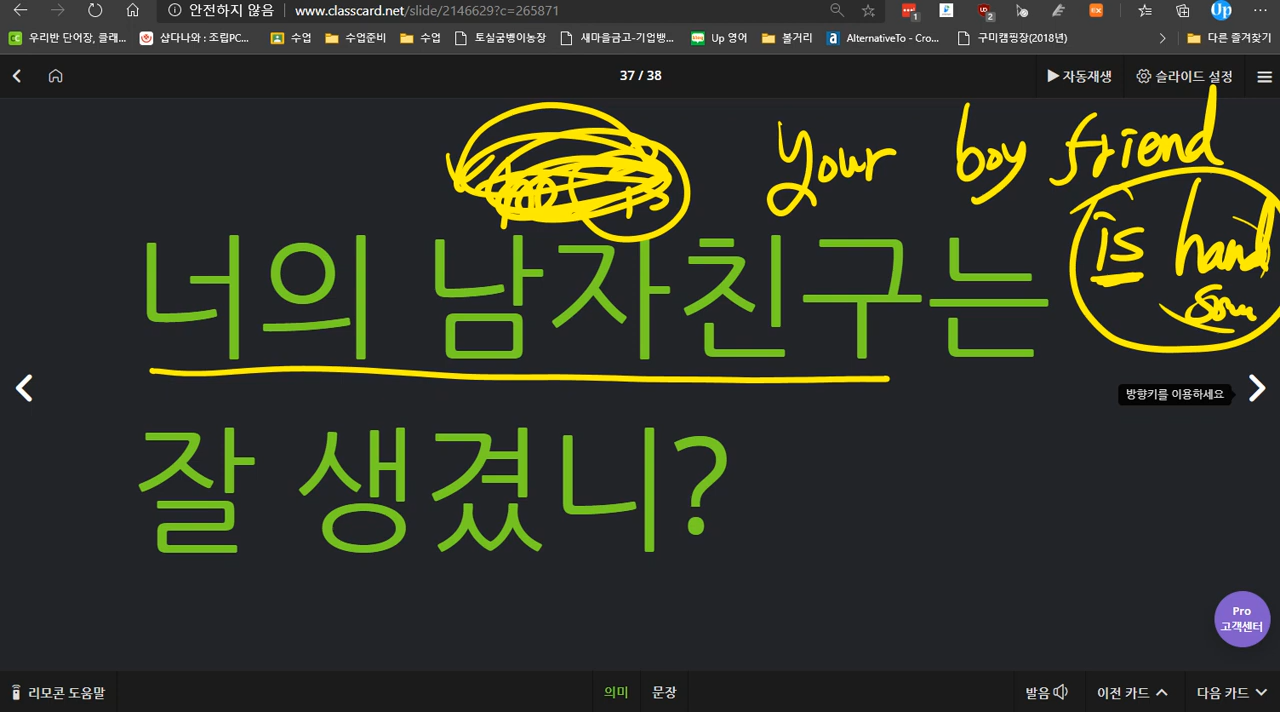 안전하지 않음 | www.classcard.net/slide/2146629?c=265871
우리반 단어장, 클래... 샵다나와 : 조립PC... 수업 수업준비 수업 토실굼벵이농장 새마을금고-기업뱅... Up 영어 볼거리 AlternativeTo - Cro... 구미캠핑장(2018년) 다른 즐겨찾기
37 / 38 자동재생 슬라이드 설정
your boy friend
is hand
som
너의 남자친구는
잘 생겼니?
방향키를 이용하세요
Pro
고객센터
리모콘 도움말 의미 문장 발음 이전 카드 다음 카드